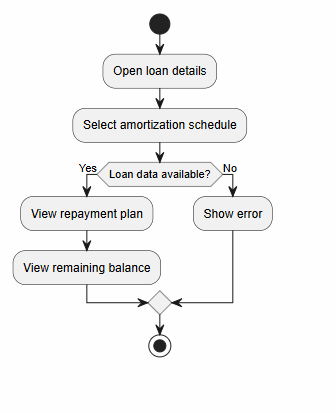 Open loan details
Select amortization schedule
Yes
Loan data available?
No
View repayment plan
Show error
View remaining balance